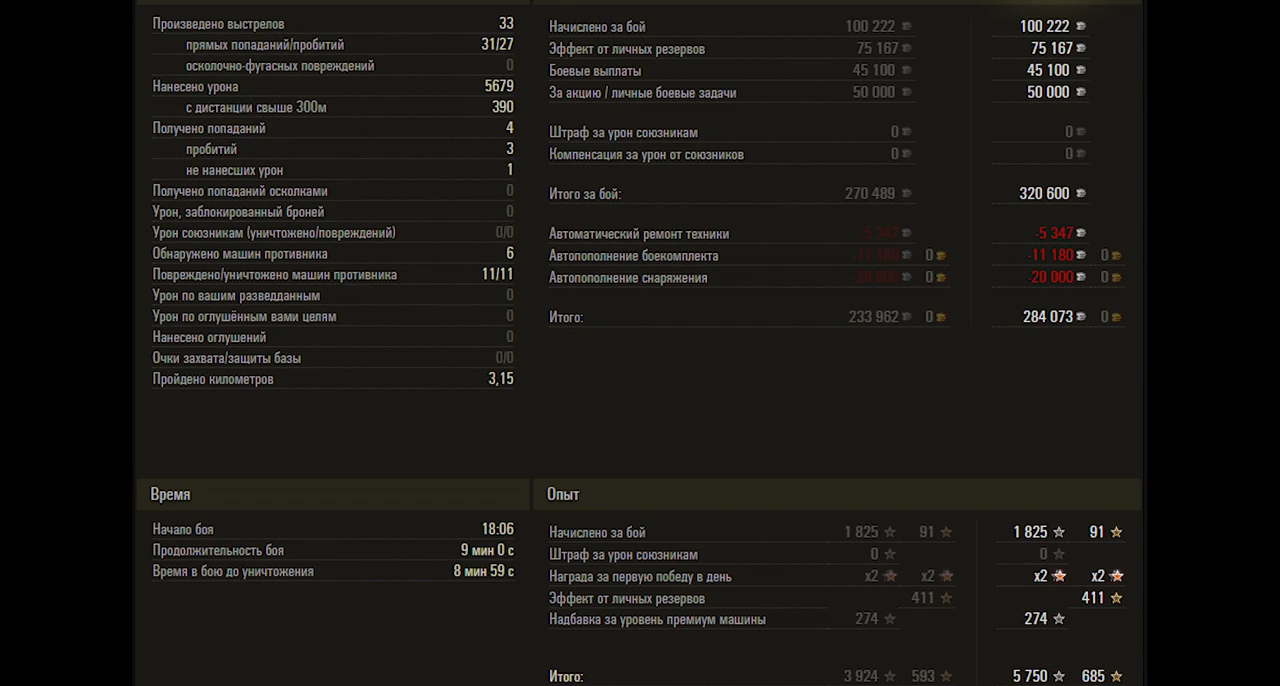 Произведено выстрелов 33
прямых попаданий/пробитий 31/27
осколочно-фугасных повреждений 0
Нанесено урона 5679
с дистанции свыше 300м 390
Получено попаданий 4
пробитий 3
не нанесших урон 1
Получено попаданий осколками 0
Урон, заблокированный броней 0
Урон союзникам (уничтожено/повреждений) 0/0
Обнаружено машин противника 6
Повреждено/уничтожено машин противника 11/11
Урон по вашим разведданным 0
Урон по оглушённым вами целям 0
Нанесено оглушений 0
Очки захвата/защиты базы 0/0
Пройдено километров 3,15
Начислено за бой 100 222 100 222
Эффект от личных резервов 75 167 75 167
Боевые выплаты 45 100 45 100
За акцию / личные боевые задачи 50 000 50 000
Штраф за урон союзникам 0 0
Компенсация за урон от союзников 0 0
Итого за бой: 270 489 320 600
Автоматический ремонт техники -5 347 -5 347
Автопополнение боекомплекта -11 180 0 -11 180 0
Автопополнение снаряжения -20 000 0 -20 000 0
Итого: 233 962 0 284 073 0
Время
Начало боя 18:06
Продолжительность боя 9 мин 0 с
Время в бою до уничтожения 8 мин 59 с
Опыт
Начислено за бой 1 825 91 1 825 91
Штраф за урон союзникам 0 0
Награда за первую победу в день x2 x2 x2 x2
Эффект от личных резервов 411 411
Надбавка за уровень премиум машины 274 274
Итого: 3 924 593 5 750 685